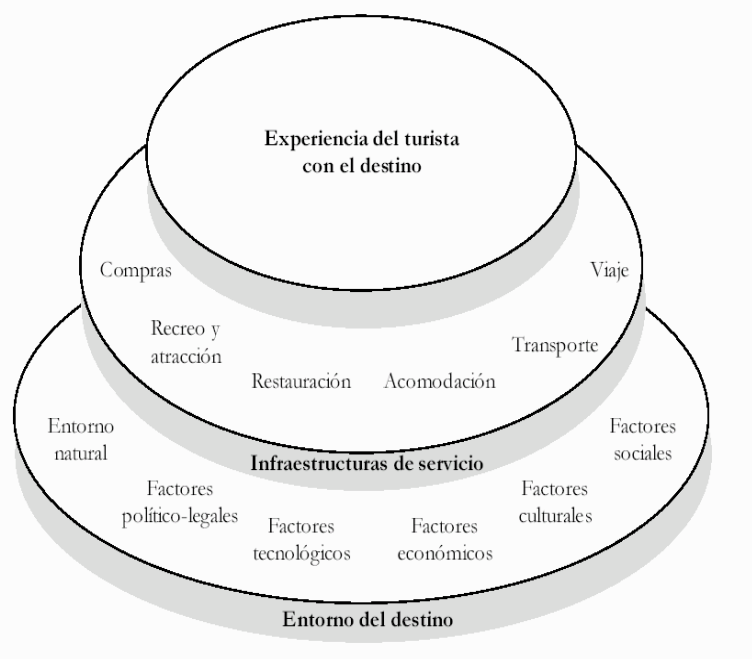 Experiencia del turista
con el destino
Compras
Viaje
Recreo y
atracción
Transporte
Restauración
Acomodación
Infraestructuras de servicio
Entorno
natural
Factores
sociales
Factores
político-legales
Factores
culturales
Factores
tecnológicos
Factores
económicos
Entorno del destino